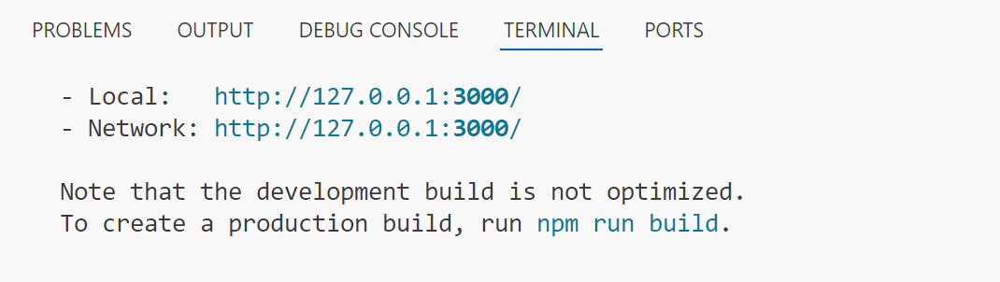 PROBLEMS OUTPUT DEBUG CONSOLE TERMINAL PORTS
- Local: http://127.0.0.1:3000/
- Network: http://127.0.0.1:3000/
Note that the development build is not optimized.
To create a production build, run npm run build.